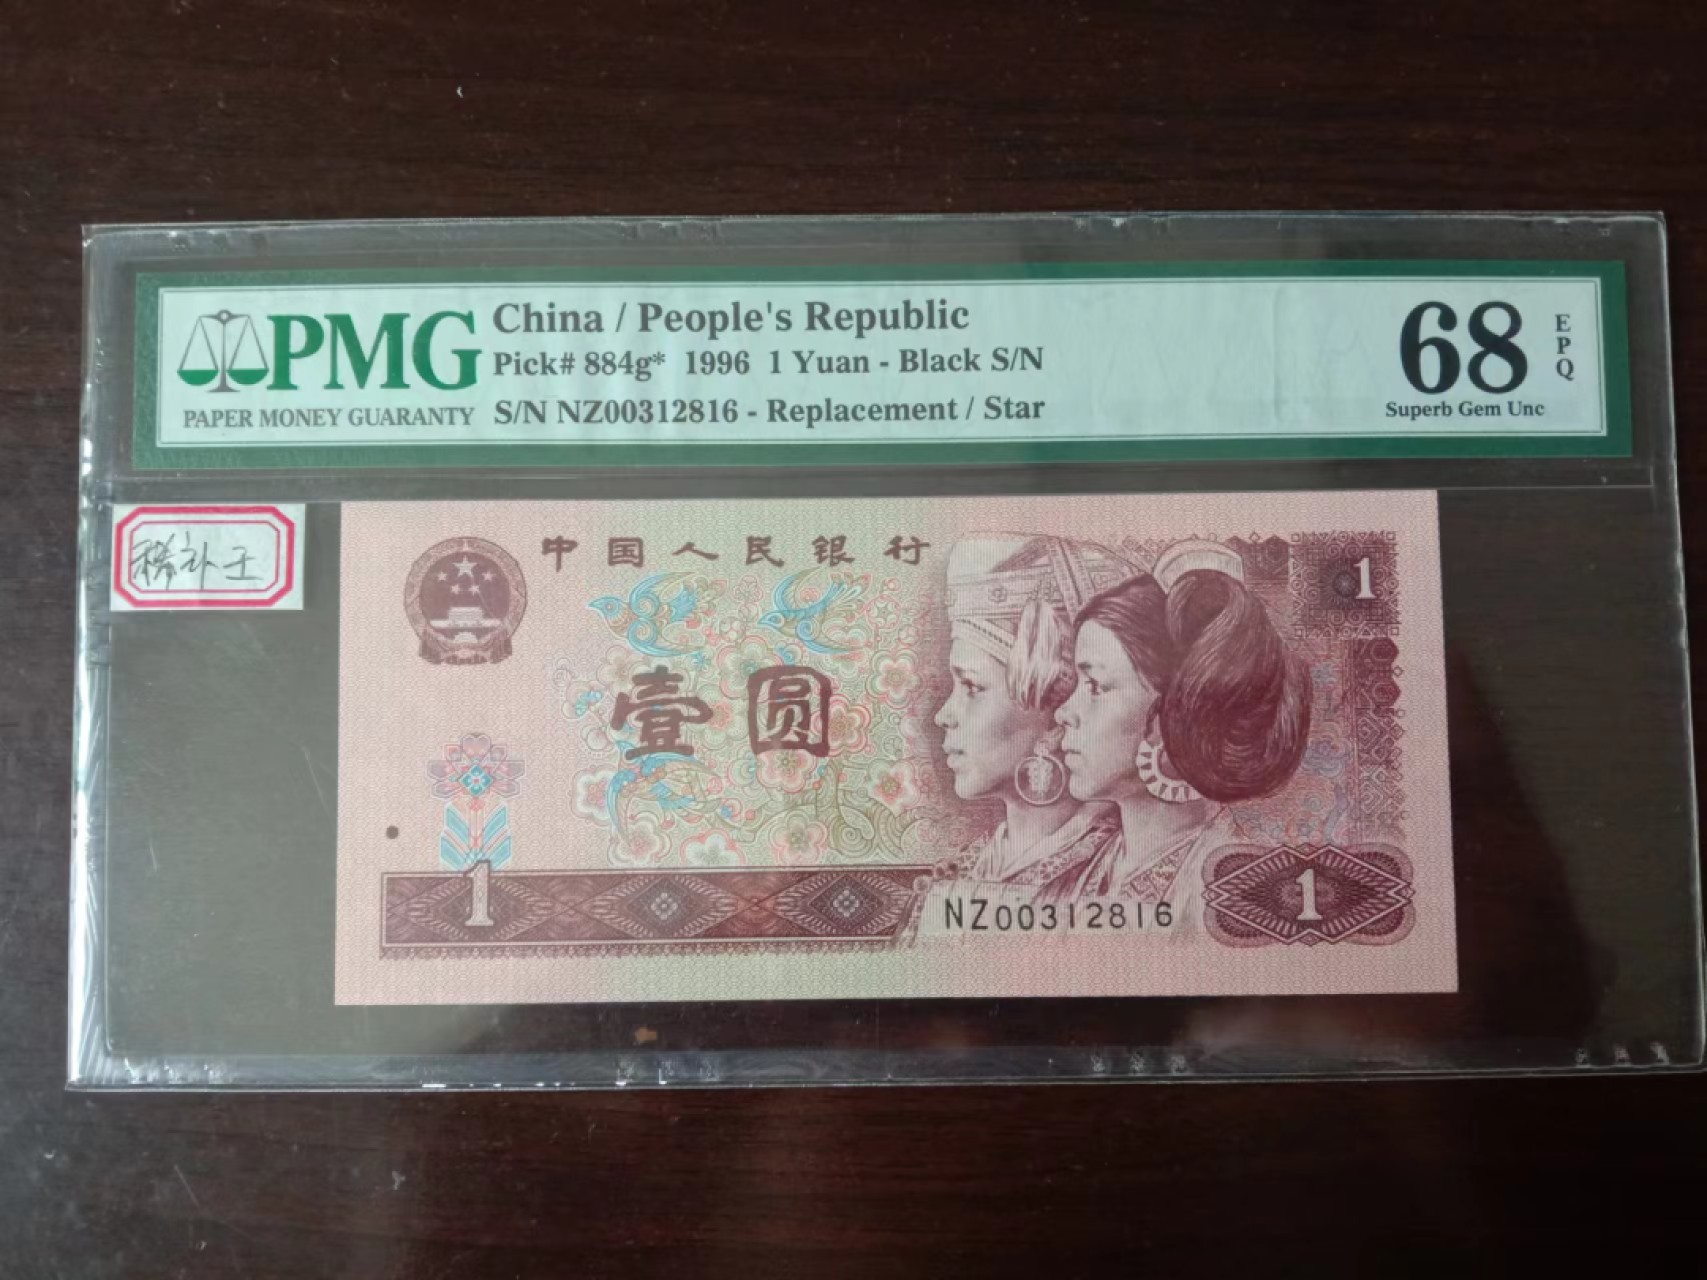 PMG
PAPER MONEY GUARANTY
China / People's Republic
Pick# 884g* 1996 1 Yuan - Black S/N
S/N NZ00312816 - Replacement / Star
68
EPQ
Superb Gem Unc
稀补王
中国人民银行
1
壹圆
1
NZ00312816
1